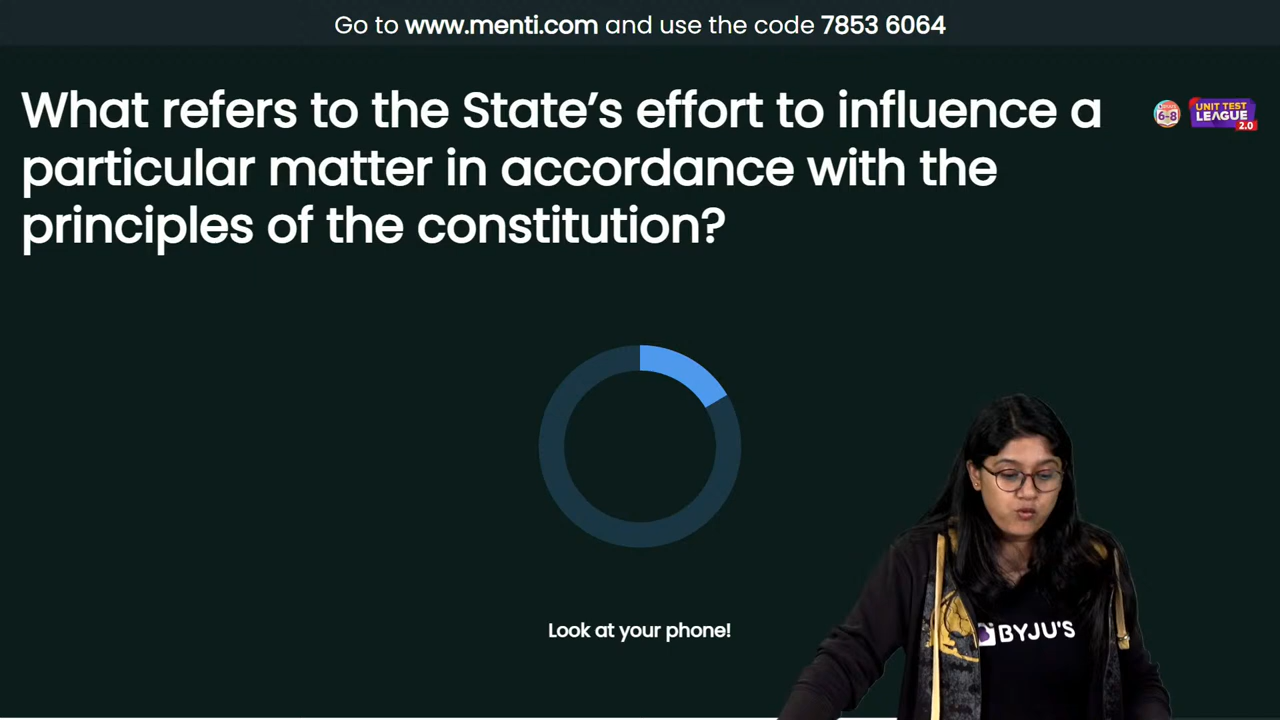 Go to www.menti.com and use the code 7853 6064
What refers to the State’s effort to influence a
particular matter in accordance with the
principles of the constitution?
6-8
UNIT TEST
LEAGUE
2.0
Look at your phone!
BYJU'S